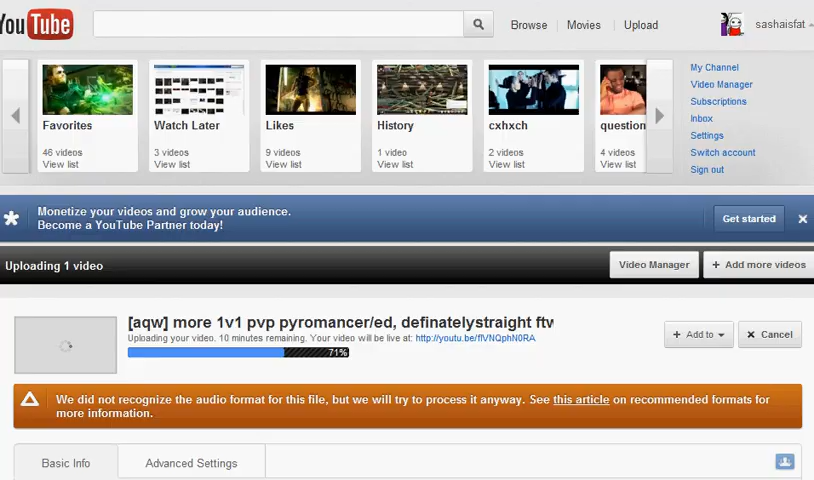 You Tube
Browse Movies Upload sashaisfat
Favorites
46 videos
View list
Watch Later
3 videos
View list
Likes
9 videos
View list
History
1 video
View list
cxhxch
2 videos
View list
question
4 videos
View list
My Channel
Video Manager
Subscriptions
Inbox
Settings
Switch account
Sign out
Monetize your videos and grow your audience.
Become a YouTube Partner today!
Get started
Uploading 1 video
Video Manager
+ Add more videos
[aqw] more 1v1 pvp pyromancer/ed, definatelystraight ftw
Uploading your video. 10 minutes remaining. Your video will be live at: http://youtu.be/flVNQphN0RA
71%
+ Add to
Cancel
We did not recognize the audio format for this file, but we will try to process it anyway. See this article on recommended formats for
more information.
Basic Info
Advanced Settings